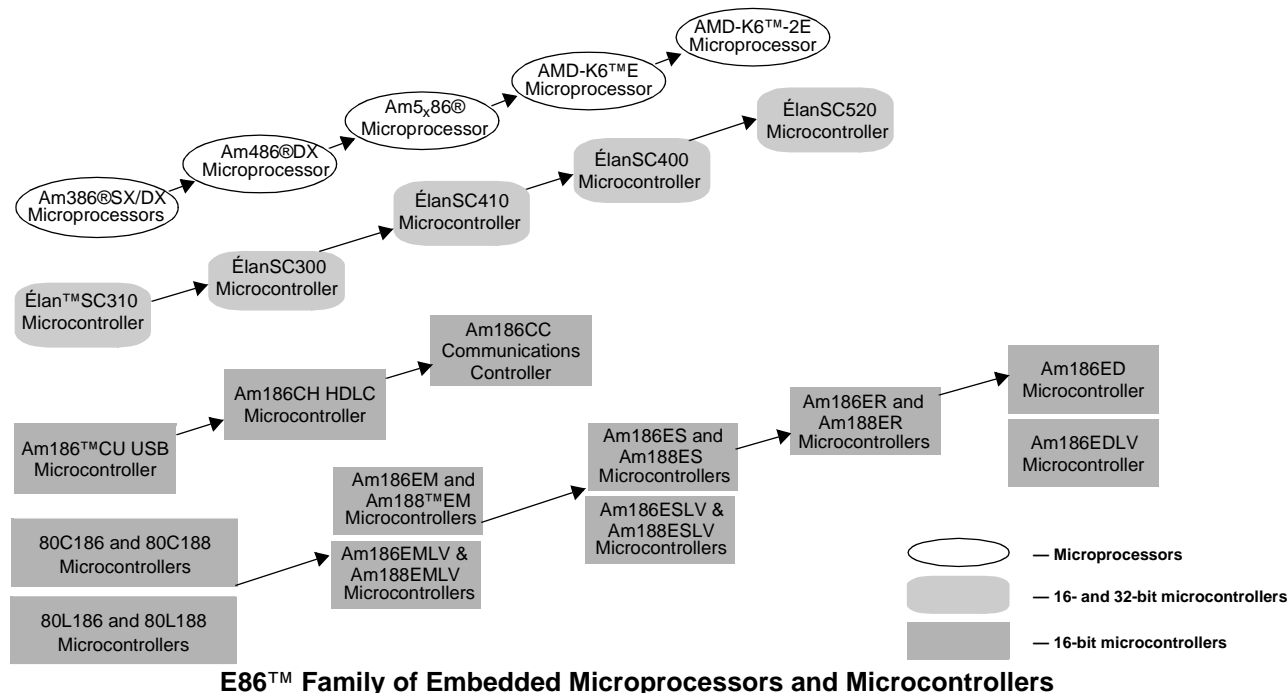 AMD-K6™-2E
Microprocessor
AMD-K6™E
Microprocessor
Am5x86®
Microprocessor
Am486®DX
Microprocessor
Am386®SX/DX
Microprocessors
ÉlanSC520
Microcontroller
ÉlanSC400
Microcontroller
ÉlanSC410
Microcontroller
ÉlanSC300
Microcontroller
Élan™SC310
Microcontroller
Am186CC
Communications
Controller
Am186CH HDLC
Microcontroller
Am186™CU USB
Microcontroller
Am186ED
Microcontroller
Am186EDLV
Microcontroller
Am186ER and
Am188ER
Microcontrollers
Am186ES and
Am188ES
Microcontrollers
Am186ESLV &
Am188ESLV
Microcontrollers
Am186EM and
Am188™EM
Microcontrollers
Am186EMLV &
Am188EMLV
Microcontrollers
80C186 and 80C188
Microcontrollers
80L186 and 80L188
Microcontrollers
— Microprocessors
— 16- and 32-bit microcontrollers
— 16-bit microcontrollers
E86™ Family of Embedded Microprocessors and Microcontrollers